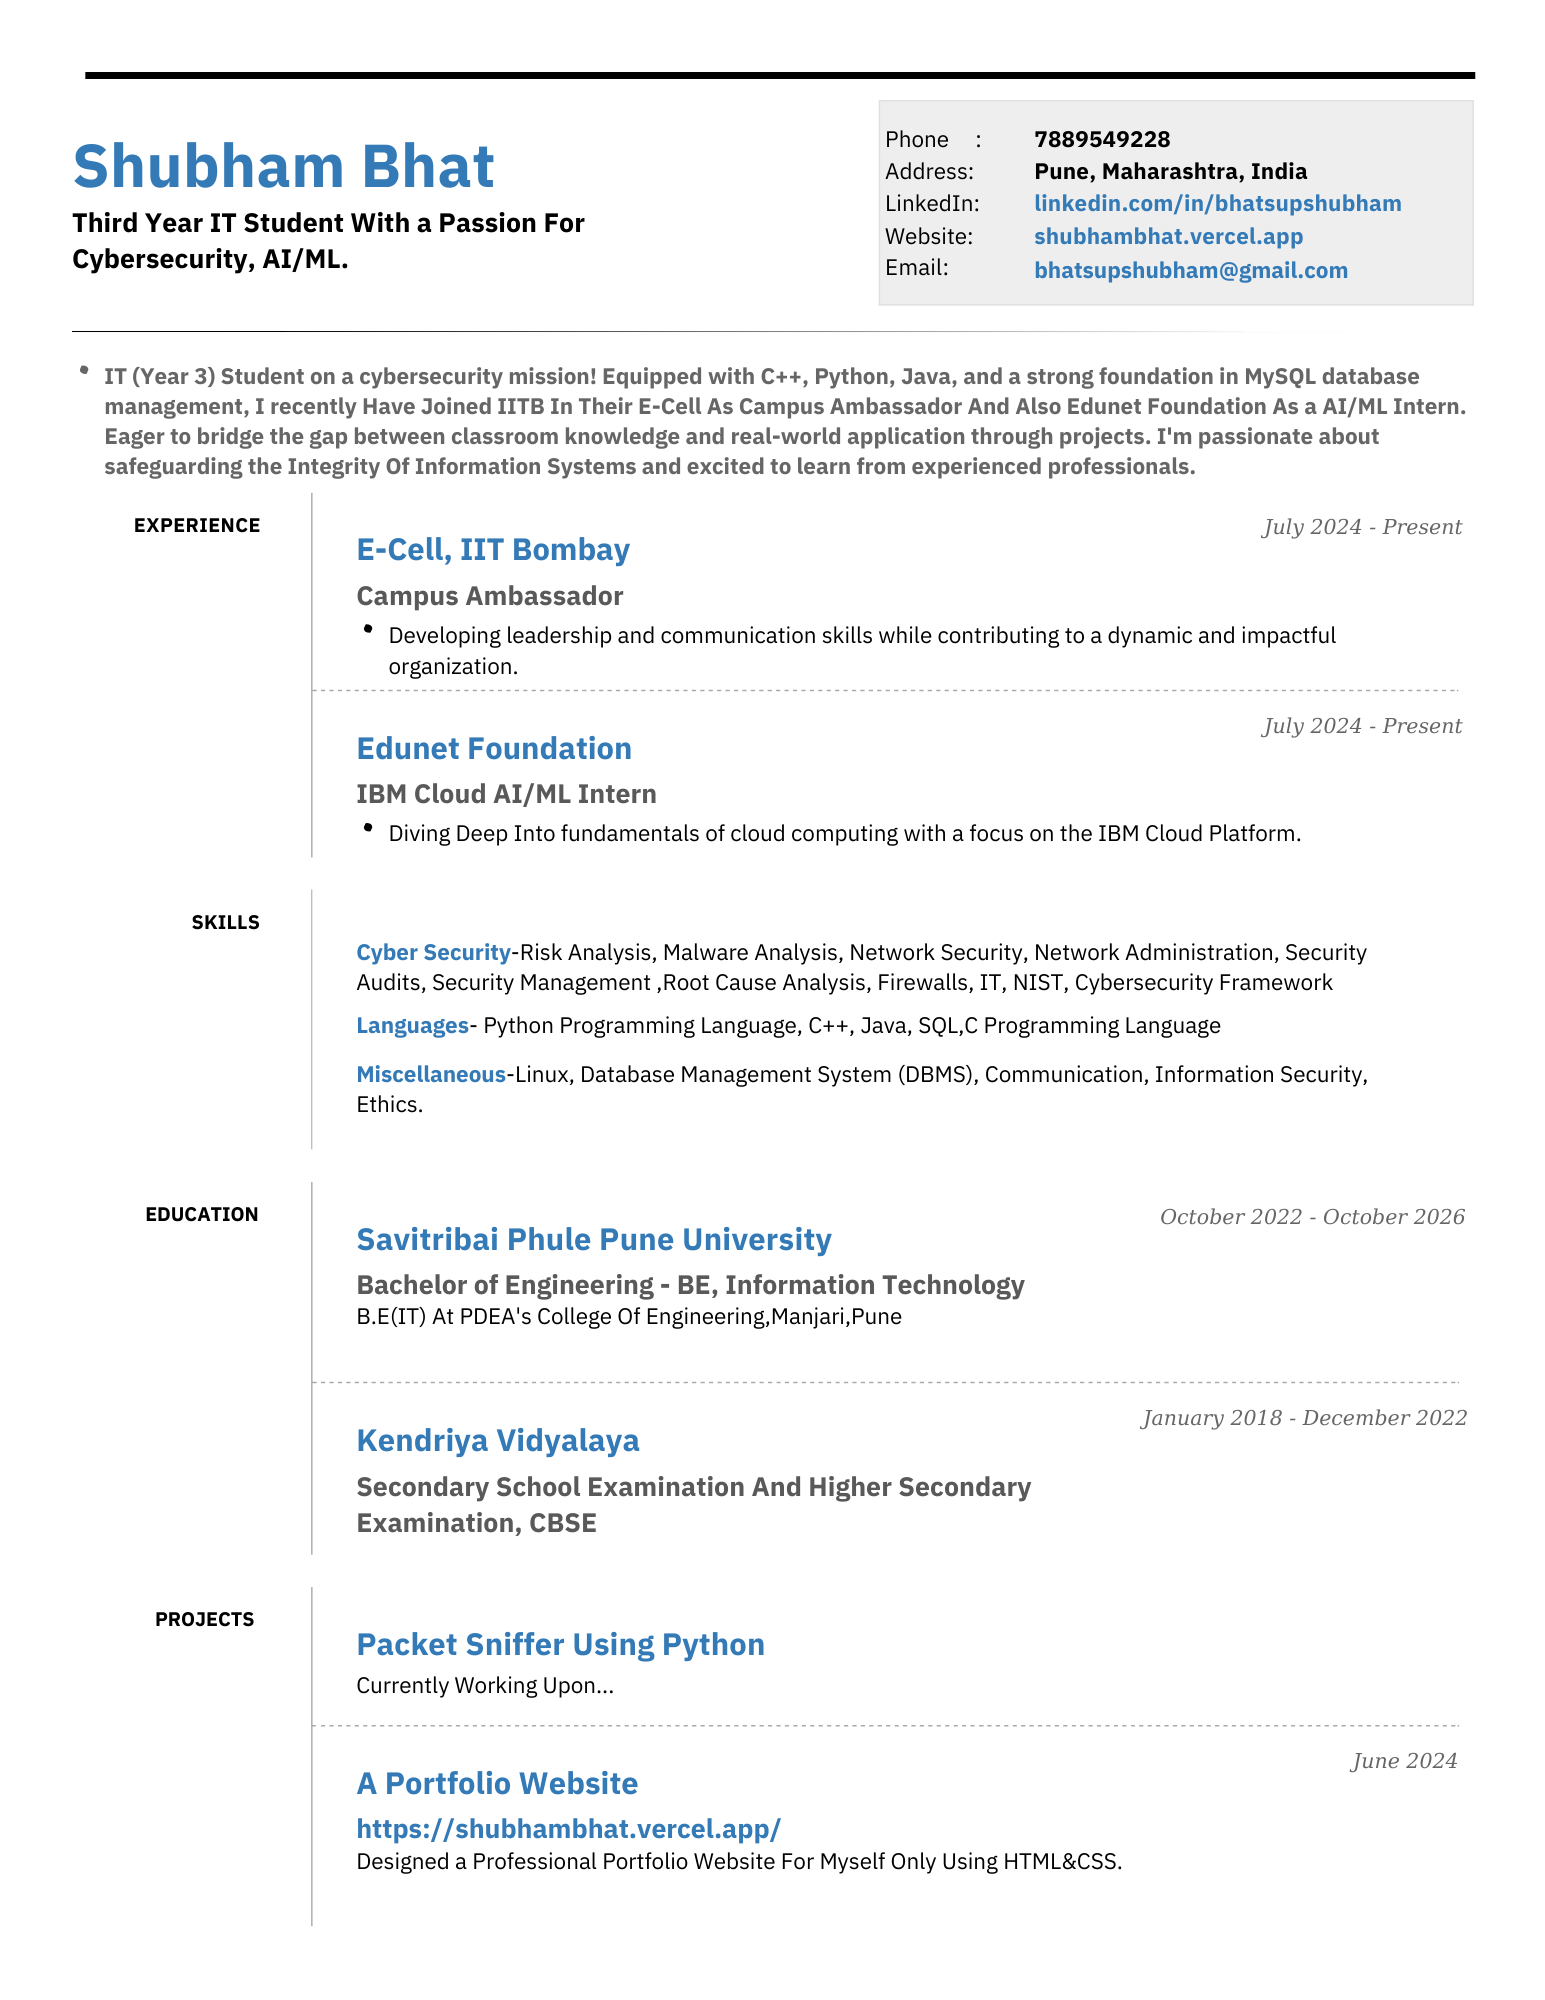 Shubham Bhat
Third Year IT Student With a Passion For
Cybersecurity, AI/ML.
Phone : 7889549228
Address: Pune, Maharashtra, India
LinkedIn: linkedin.com/in/bhatsupshubham
Website: shubhambhat.vercel.app
Email: bhatsupshubham@gmail.com
• IT (Year 3) Student on a cybersecurity mission! Equipped with C++, Python, Java, and a strong foundation in MySQL database
management, I recently Have Joined IITB In Their E-Cell As Campus Ambassador And Also Edunet Foundation As a AI/ML Intern.
Eager to bridge the gap between classroom knowledge and real-world application through projects. I'm passionate about
safeguarding the Integrity Of Information Systems and excited to learn from experienced professionals.
EXPERIENCE
July 2024 - Present
E-Cell, IIT Bombay
Campus Ambassador
• Developing leadership and communication skills while contributing to a dynamic and impactful
organization.
July 2024 - Present
Edunet Foundation
IBM Cloud AI/ML Intern
• Diving Deep Into fundamentals of cloud computing with a focus on the IBM Cloud Platform.
SKILLS
Cyber Security-Risk Analysis, Malware Analysis, Network Security, Network Administration, Security
Audits, Security Management ,Root Cause Analysis, Firewalls, IT, NIST, Cybersecurity Framework
Languages- Python Programming Language, C++, Java, SQL,C Programming Language
Miscellaneous-Linux, Database Management System (DBMS), Communication, Information Security,
Ethics.
EDUCATION
October 2022 - October 2026
Savitribai Phule Pune University
Bachelor of Engineering - BE, Information Technology
B.E(IT) At PDEA's College Of Engineering,Manjari,Pune
January 2018 - December 2022
Kendriya Vidyalaya
Secondary School Examination And Higher Secondary
Examination, CBSE
PROJECTS
Packet Sniffer Using Python
Currently Working Upon...
June 2024
A Portfolio Website
https://shubhambhat.vercel.app/
Designed a Professional Portfolio Website For Myself Only Using HTML&CSS.